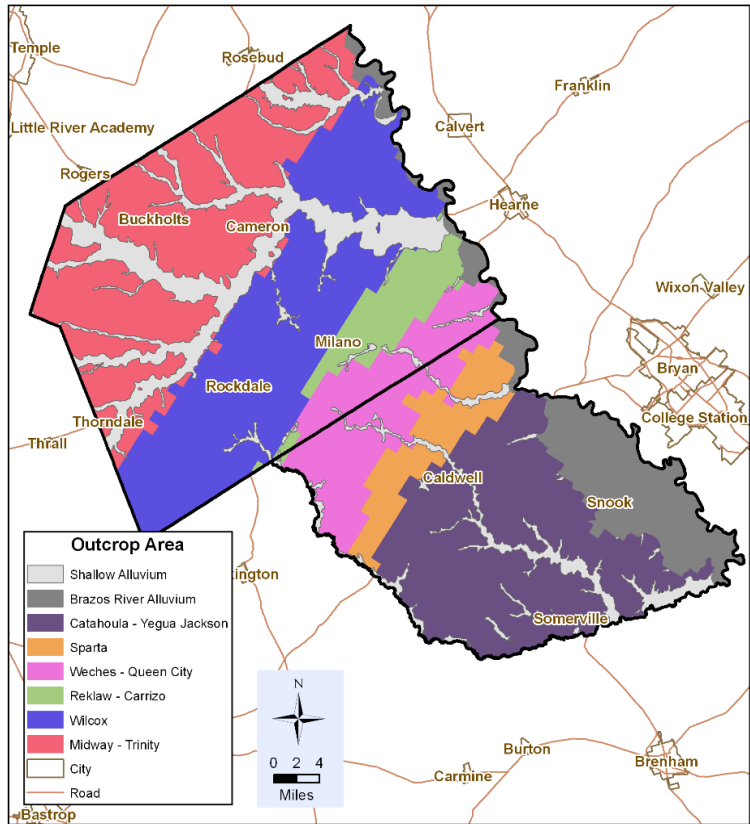 Temple
Rosebud
Franklin
Little River Academy
Calvert
Rogers
Buckholts
Cameron
Hearne
Wixon Valley
Milano
Bryan
Rockdale
College Station
Thorndale
Thrall
Caldwell
Snook
Somerville
Outcrop Area
Shallow Alluvium
Brazos River Alluvium
Catahoula - Yegua Jackson
Sparta
Weches - Queen City
Reklaw - Carrizo
Wilcox
Midway - Trinity
City
Road
kington
N
0 2 4
Miles
Burton
Carmine
Brenham
Bastrop